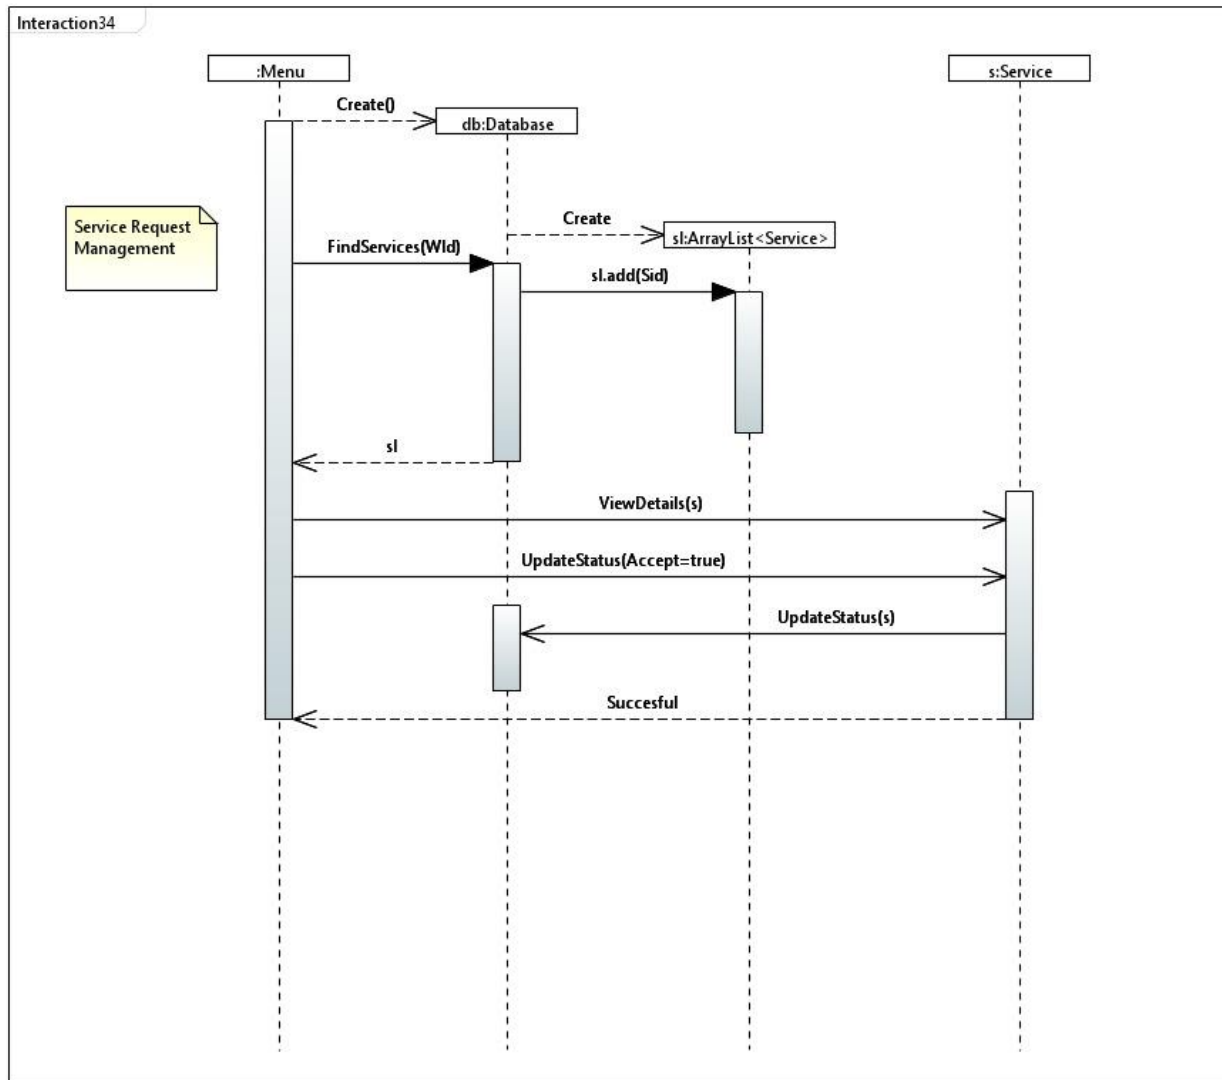 Interaction34
:Menu
s:Service
Create()
db:Database
Service Request
Management
Create
sl:ArrayList<Service>
FindServices(WId)
sl.add(Sid)
sl
ViewDetails(s)
UpdateStatus(Accept=true)
UpdateStatus(s)
Succesful